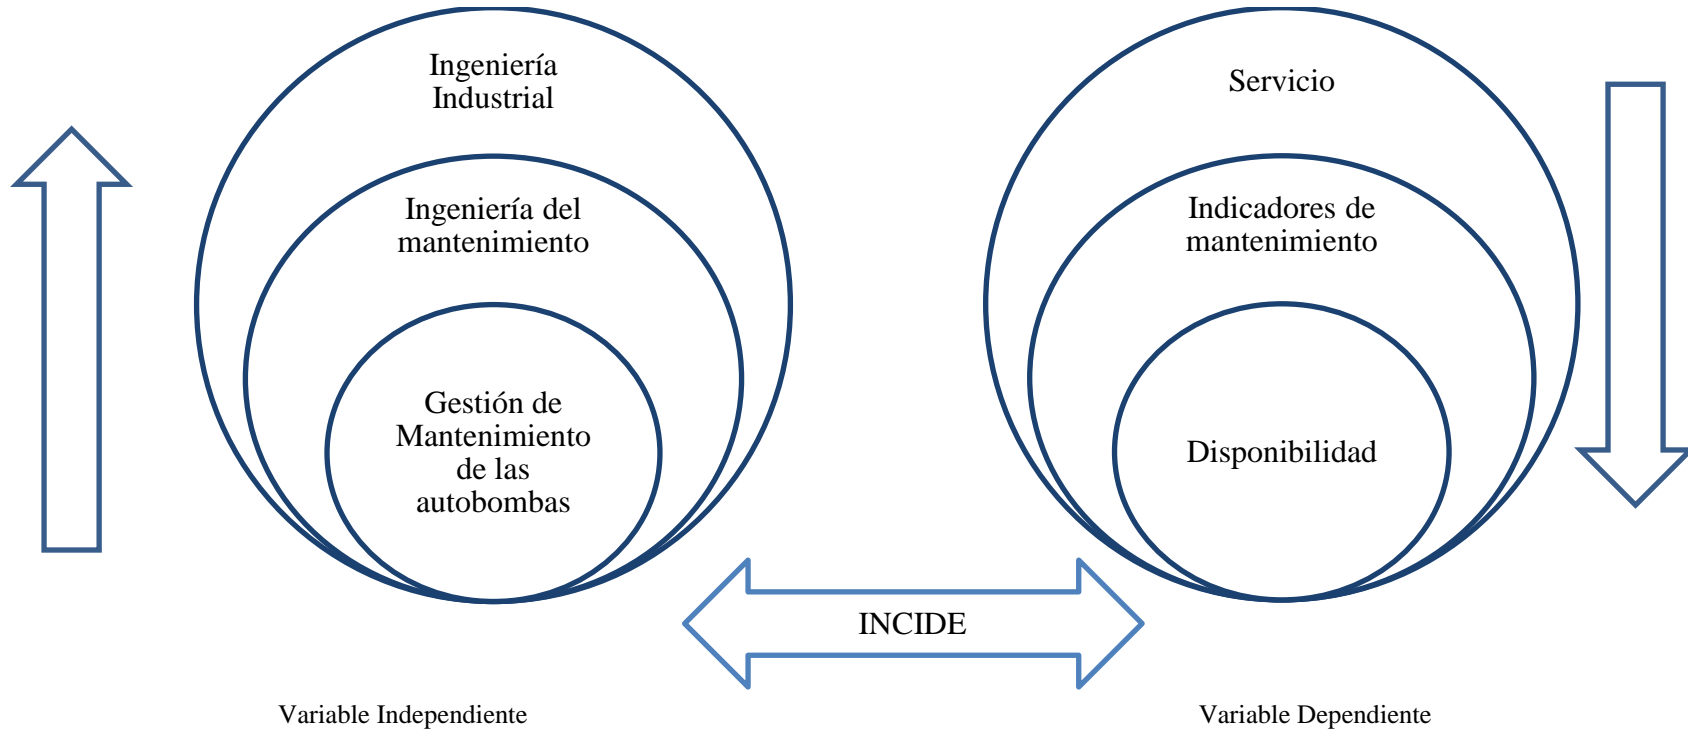 Ingeniería
Industrial
Ingeniería del
mantenimiento
Gestión de
Mantenimiento
de las
autobombas
Servicio
Indicadores de
mantenimiento
Disponibilidad
INCIDE
Variable Independiente
Variable Dependiente